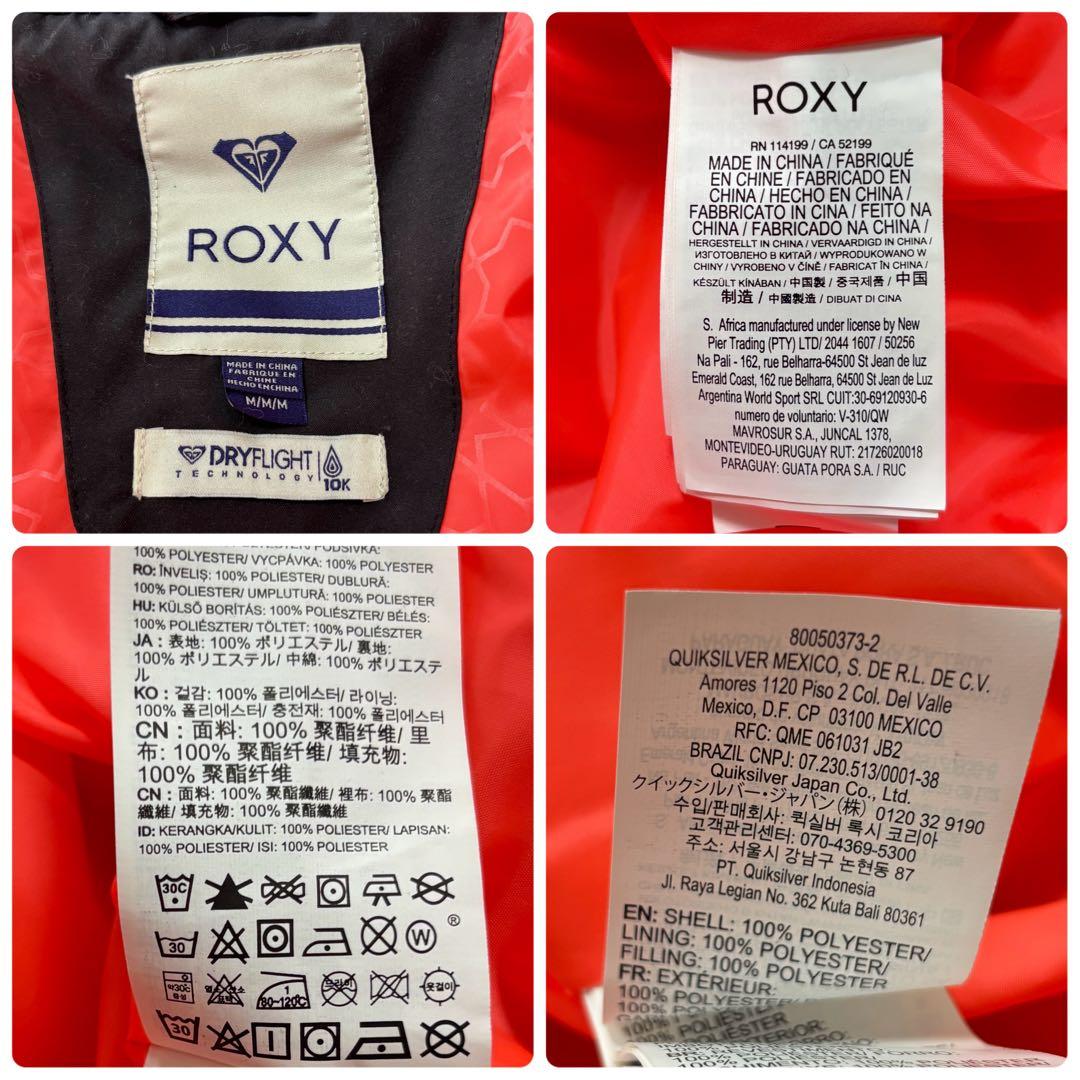 ROXY
MADE IN CHINA
FABRIQUE EN
CHINE
HECHO EN CHINA
M/M/M
DRYFLIGHT
TECHNOLOGY
10K
ROXY
RN 114199 / CA 52199
MADE IN CHINA / FABRIQUÉ
EN CHINE / FABRICADO EN
CHINA / HECHO EN CHINA /
FABBRICATO IN CINA / FEITO NA
CHINA / FABRICADO NA CHINA /
HERGESTELLT IN CHINA / VERVAARDIGD IN CHINA /
ИЗГОТОВЛЕНО В КИТАЙ / WYPRODUKOWANO W
CHINY / VYROBENO V ČÍNĚ / FABRICAT ÎN CHINA /
KÉSZÜLT KÍNÁBAN / 中国製 / 중국제품 / 中国
制造 / 中國製造 / DIBUAT DI CINA
S. Africa manufactured under license by New
Pier Trading (PTY) LTD/ 2044 1607 / 50256
Na Pali - 162, rue Belharra-64500 St Jean de luz
Emerald Coast, 162 rue Belharra, 64500 St Jean de Luz
Argentina World Sport SRL CUIT:30-69120930-6
numero de voluntario: V-310/QW
MAVROSUR S.A., JUNCAL 1378,
MONTEVIDEO-URUGUAY RUT: 21726020018
PARAGUAY: GUATA PORA S.A. / RUC
100% POLYESTER/ VYCPÁVKA: 100% POLYESTER
RO: ÎNVELIŞ: 100% POLIESTER/ DUBLURĂ:
100% POLIESTER/ UMPLUTURĂ: 100% POLIESTER
HU: KÜLSŐ BORÍTÁS: 100% POLIÉSZTER/ BÉLÉS:
100% POLIÉSZTER/ TÖLTET: 100% POLIÉSZTER
JA : 表地: 100% ポリエステル/ 裏地:
100% ポリエステル/ 中綿: 100% ポリエステ
ル
KO : 겉감: 100% 폴리에스터/ 라이닝:
100% 폴리에스터/ 충전재: 100% 폴리에스터
CN : 面料: 100% 聚酯纤维/ 里
布: 100% 聚酯纤维/ 填充物:
100% 聚酯纤维
CN : 面料: 100% 聚酯纖維/ 裡布: 100% 聚酯
纖維/ 填充物: 100% 聚酯纖維
ID: KERANGKA/KULIT: 100% POLIESTER/ LAPISAN:
100% POLIESTER/ ISI: 100% POLIESTER
30C
30 W ®
약30℃ 중성 염소 산소 표백 1 80~120℃ 드라이 옷걸이
30
80050373-2
QUIKSILVER MEXICO, S. DE R.L. DE C.V.
Amores 1120 Piso 2 Col. Del Valle
Mexico, D.F. CP 03100 MEXICO
RFC: QME 061031 JB2
BRAZIL CNPJ: 07.230.513/0001-38
Quiksilver Japan Co., Ltd.
クイックシルバー・ジャパン(株) 0120 32 9190
수입/판매회사: 퀵실버 록시 코리아
고객관리센터: 070-4369-5300
주소: 서울시 강남구 논현동 87
PT. Quiksilver Indonesia
Jl. Raya Legian No. 362 Kuta Bali 80361
EN: SHELL: 100% POLYESTER/
LINING: 100% POLYESTER/
FILLING: 100% POLYESTER
FR: EXTÉRIEUR:
100% POLYESTER